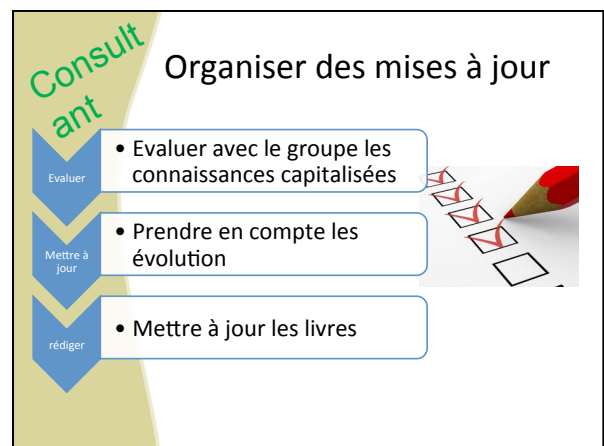 Consult
ant
Organiser des mises à jour
Evaluer
• Evaluer avec le groupe les
connaissances capitalisées
Mettre à
jour
• Prendre en compte les
évolution
rédiger
• Mettre à jour les livres